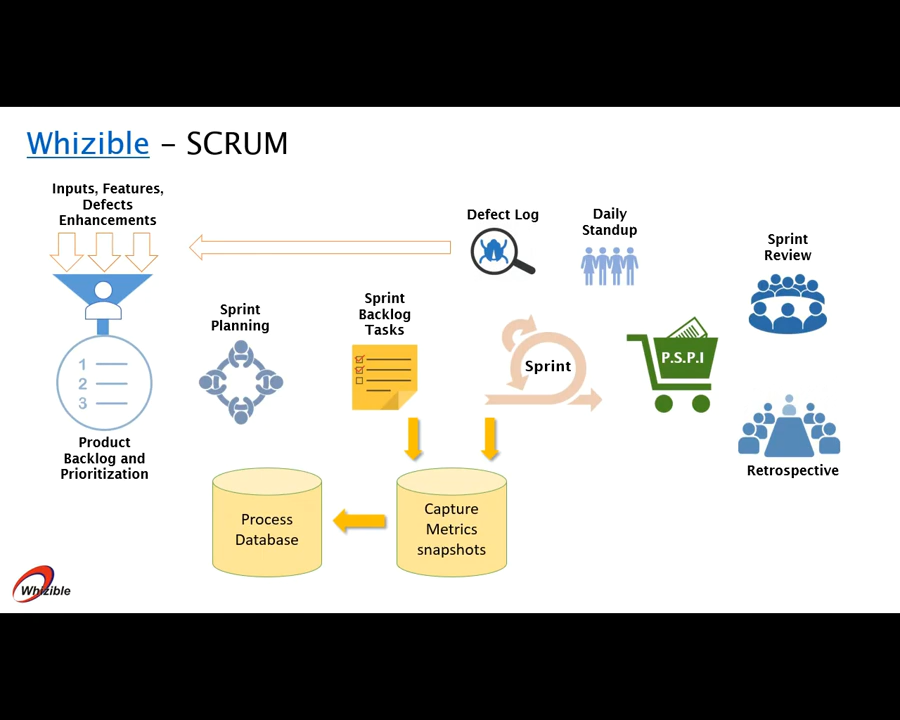 Whizible – SCRUM
Inputs, Features,
Defects
Enhancements
Defect Log
Daily
Standup
Sprint
Review
Sprint
Planning
Sprint
Backlog
Tasks
1
2
3
Sprint
P.S.P.I
Product
Backlog and
Prioritization
Retrospective
Process
Database
Capture
Metrics
snapshots
Whizible